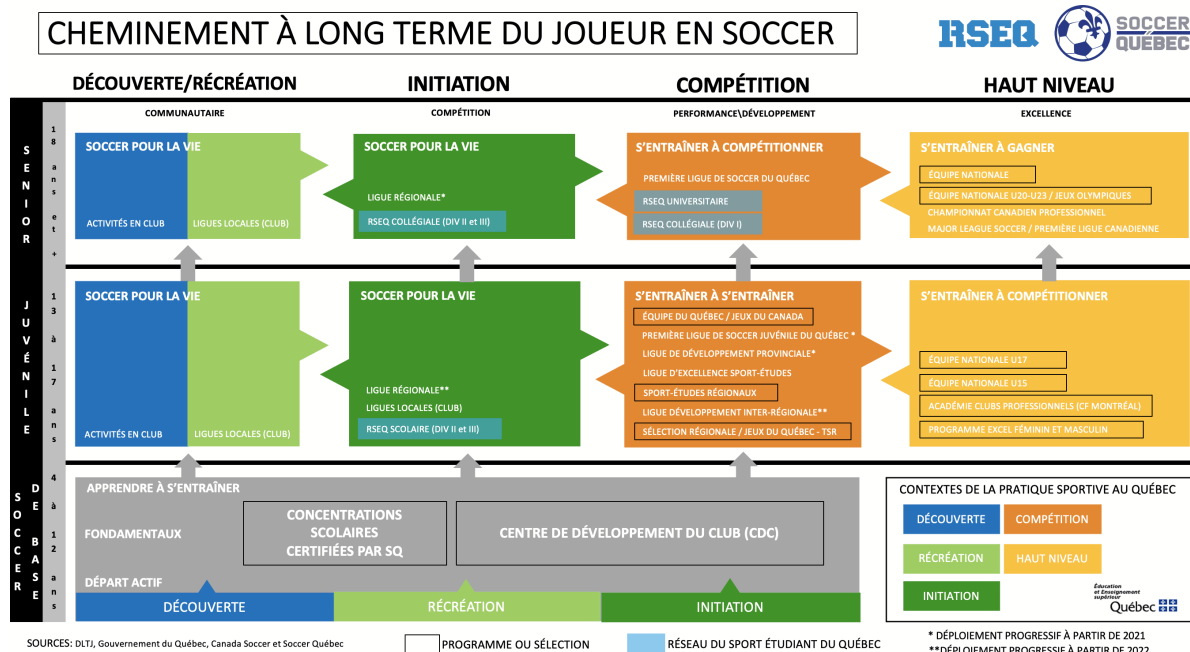 CHEMINEMENT À LONG TERME DU JOUEUR EN SOCCER
RSEQ
SOCCER
QUÉBEC
DÉCOUVERTE/RÉCRÉATION
INITIATION
COMPÉTITION
HAUT NIVEAU
COMMUNAUTAIRE
COMPÉTITION
PERFORMANCE\DÉVELOPPEMENT
EXCELLENCE
SENIOR
18 ans et +
SOCCER POUR LA VIE
ACTIVITÉS EN CLUB
LIGUES LOCALES (CLUB)
SOCCER POUR LA VIE
LIGUE RÉGIONALE*
RSEQ COLLÉGIALE (DIV II et III)
S'ENTRAÎNER À COMPÉTITIONNER
PREMIÈRE LIGUE DE SOCCER DU QUÉBEC
RSEQ UNIVERSITAIRE
RSEQ COLLÉGIALE (DIV I)
S'ENTRAÎNER À GAGNER
ÉQUIPE NATIONALE
ÉQUIPE NATIONALE U20-U23 / JEUX OLYMPIQUES
CHAMPIONNAT CANADIEN PROFESSIONNEL
MAJOR LEAGUE SOCCER / PREMIÈRE LIGUE CANADIENNE
JUVÉNILE
13 à 17 ans
SOCCER POUR LA VIE
ACTIVITÉS EN CLUB
LIGUES LOCALES (CLUB)
SOCCER POUR LA VIE
LIGUE RÉGIONALE**
LIGUES LOCALES (CLUB)
RSEQ SCOLAIRE (DIV II et III)
S'ENTRAÎNER À S'ENTRAÎNER
ÉQUIPE DU QUÉBEC / JEUX DU CANADA
PREMIÈRE LIGUE DE SOCCER JUVÉNILE DU QUÉBEC *
LIGUE DE DÉVELOPPEMENT PROVINCIALE*
LIGUE D'EXCELLENCE SPORT-ÉTUDES
SPORT-ÉTUDES RÉGIONAUX
LIGUE DÉVELOPPEMENT INTER-RÉGIONALE**
SÉLECTION RÉGIONALE / JEUX DU QUÉBEC - TSR
S'ENTRAÎNER À COMPÉTITIONNER
ÉQUIPE NATIONALE U17
ÉQUIPE NATIONALE U15
ACADÉMIE CLUBS PROFESSIONNELS (CF MONTRÉAL)
PROGRAMME EXCEL FÉMININ ET MASCULIN
SOCCER DE BASE
4 à 12 ans
APPRENDRE À S'ENTRAÎNER
FONDAMENTAUX
DÉPART ACTIF
CONCENTRATIONS
SCOLAIRES
CERTIFIÉES PAR SQ
CENTRE DE DÉVELOPPEMENT DU CLUB (CDC)
DÉCOUVERTE
RÉCRÉATION
INITIATION
CONTEXTES DE LA PRATIQUE SPORTIVE AU QUÉBEC
DÉCOUVERTE
COMPÉTITION
RÉCRÉATION
HAUT NIVEAU
INITIATION
Éducation
et Enseignement
supérieur
Québec
SOURCES: DLTJ, Gouvernement du Québec, Canada Soccer et Soccer Québec
PROGRAMME OU SÉLECTION
RÉSEAU DU SPORT ÉTUDIANT DU QUÉBEC
* DÉPLOIEMENT PROGRESSIF À PARTIR DE 2021
**DÉPLOIEMENT PROGRESSIF À PARTIR DE 2022